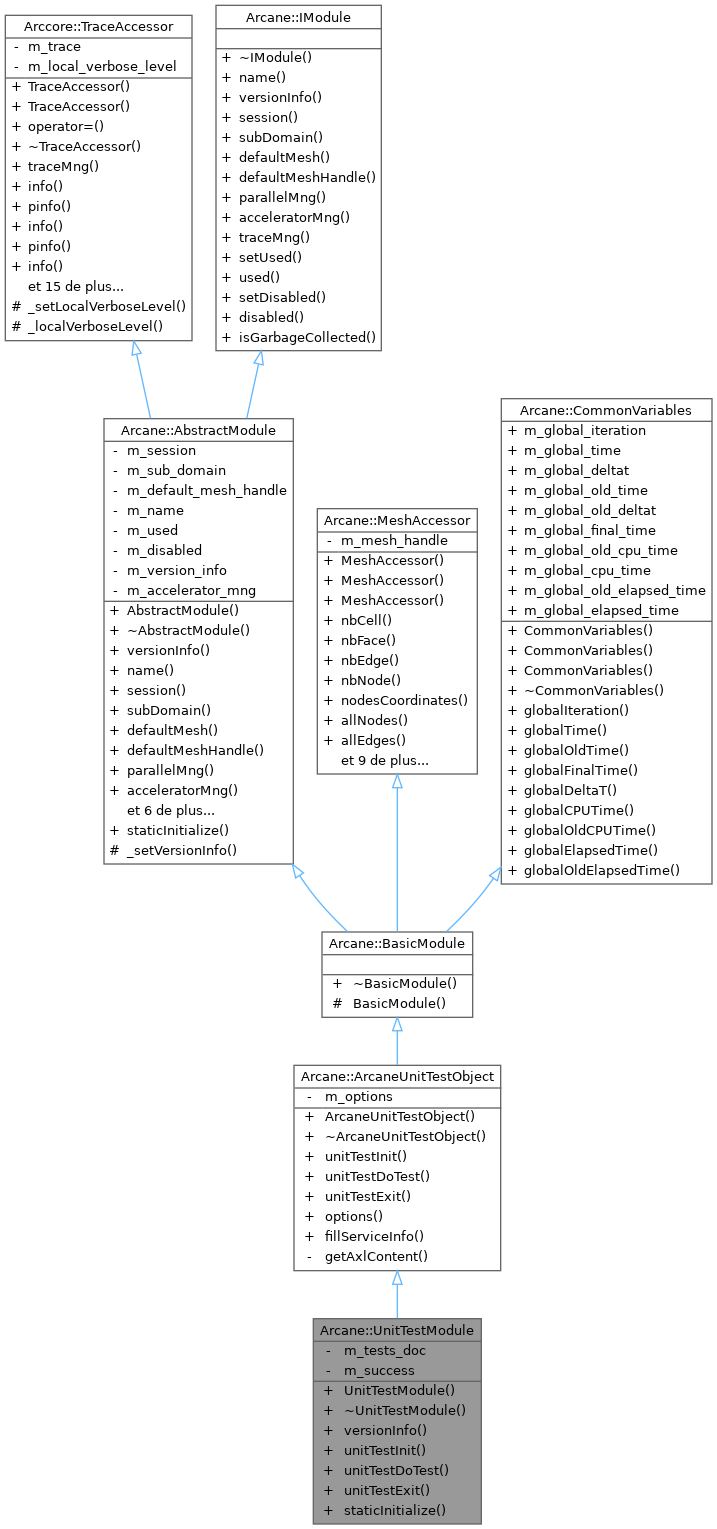 Arccore::TraceAccessor
- m_trace
- m_local_verbose_level
+ TraceAccessor()
+ TraceAccessor()
+ operator=()
+ ~TraceAccessor()
+ traceMng()
+ info()
+ pinfo()
+ info()
+ pinfo()
+ info()
et 15 de plus...
# _setLocalVerboseLevel()
# _localVerboseLevel()
Arcane::IModule
+ ~IModule()
+ name()
+ versionInfo()
+ session()
+ subDomain()
+ defaultMesh()
+ defaultMeshHandle()
+ parallelMng()
+ acceleratorMng()
+ traceMng()
+ setUsed()
+ used()
+ setDisabled()
+ disabled()
+ isGarbageCollected()
Arcane::AbstractModule
- m_session
- m_sub_domain
- m_default_mesh_handle
- m_name
- m_used
- m_disabled
- m_version_info
- m_accelerator_mng
+ AbstractModule()
+ ~AbstractModule()
+ versionInfo()
+ name()
+ session()
+ subDomain()
+ defaultMesh()
+ defaultMeshHandle()
+ parallelMng()
+ acceleratorMng()
et 6 de plus...
+ staticInitialize()
# _setVersionInfo()
Arcane::MeshAccessor
- m_mesh_handle
+ MeshAccessor()
+ MeshAccessor()
+ MeshAccessor()
+ nbCell()
+ nbFace()
+ nbEdge()
+ nbNode()
+ nodesCoordinates()
+ allNodes()
+ allEdges()
et 9 de plus...
Arcane::CommonVariables
+ m_global_iteration
+ m_global_time
+ m_global_deltat
+ m_global_old_time
+ m_global_old_deltat
+ m_global_final_time
+ m_global_old_cpu_time
+ m_global_cpu_time
+ m_global_old_elapsed_time
+ m_global_elapsed_time
+ CommonVariables()
+ CommonVariables()
+ CommonVariables()
+ ~CommonVariables()
+ globalIteration()
+ globalTime()
+ globalOldTime()
+ globalFinalTime()
+ globalDeltaT()
+ globalCPUTime()
+ globalOldCPUTime()
+ globalElapsedTime()
+ globalOldElapsedTime()
Arcane::BasicModule
+ ~BasicModule()
# BasicModule()
Arcane::ArcaneUnitTestObject
- m_options
+ ArcaneUnitTestObject()
+ ~ArcaneUnitTestObject()
+ unitTestInit()
+ unitTestDoTest()
+ unitTestExit()
+ options()
+ fillServiceInfo()
- getAxlContent()
Arcane::UnitTestModule
- m_tests_doc
- m_success
+ UnitTestModule()
+ ~UnitTestModule()
+ versionInfo()
+ unitTestInit()
+ unitTestDoTest()
+ unitTestExit()
+ staticInitialize()